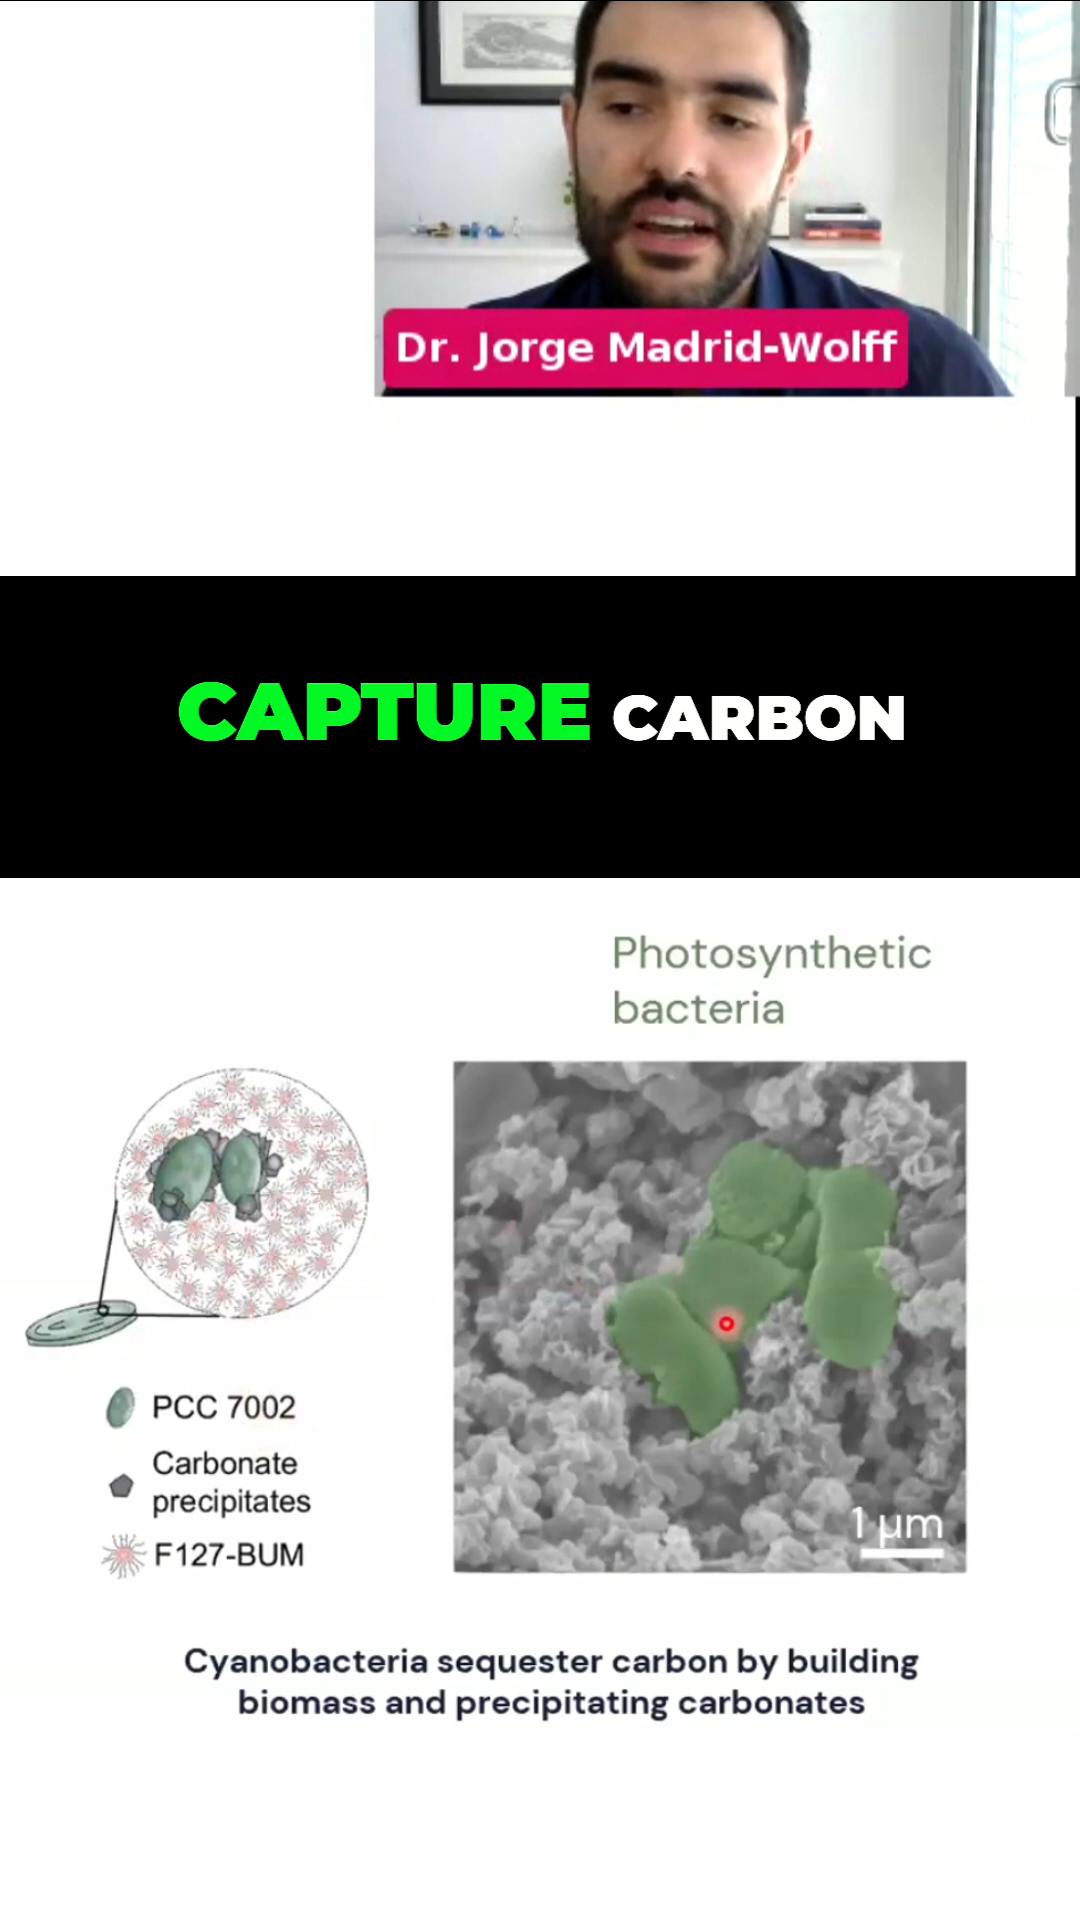 Dr. Jorge Madrid-Wolff
CAPTURE CARBON
Photosynthetic
bacteria
PCC 7002
Carbonate
precipitates
F127-BUM
1 µm
Cyanobacteria sequester carbon by building
biomass and precipitating carbonates